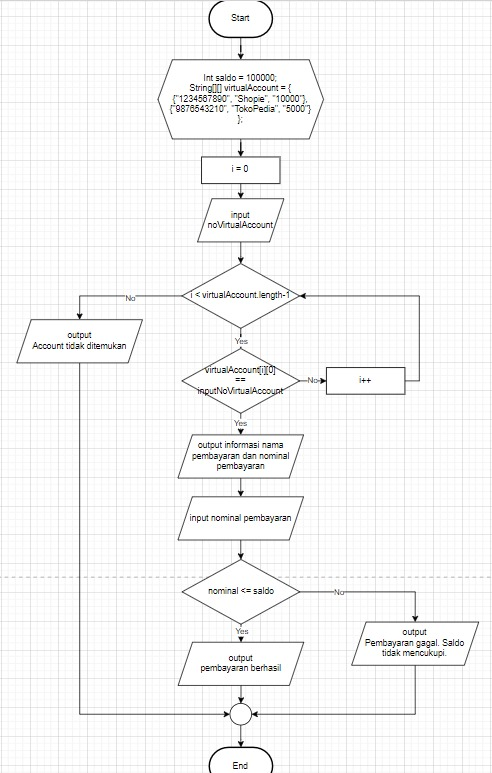 Start
Int saldo = 100000;
String[][] virtualAccount = {
{"1234567890", "Shopie", "10000"},
{"9876543210", "TokoPedia", "5000"}
};
i = 0
input
noVirtualAccount
i < virtualAccount.length-1
No
Yes
output
Account tidak ditemukan
virtualAccount[i][0]
==
inputNoVirtualAccount
No
i++
Yes
output informasi nama
pembayaran dan nominal
pembayaran
input nominal pembayaran
nominal <= saldo
No
Yes
output
Pembayaran gagal. Saldo
tidak mencukupi.
output
pembayaran berhasil
End